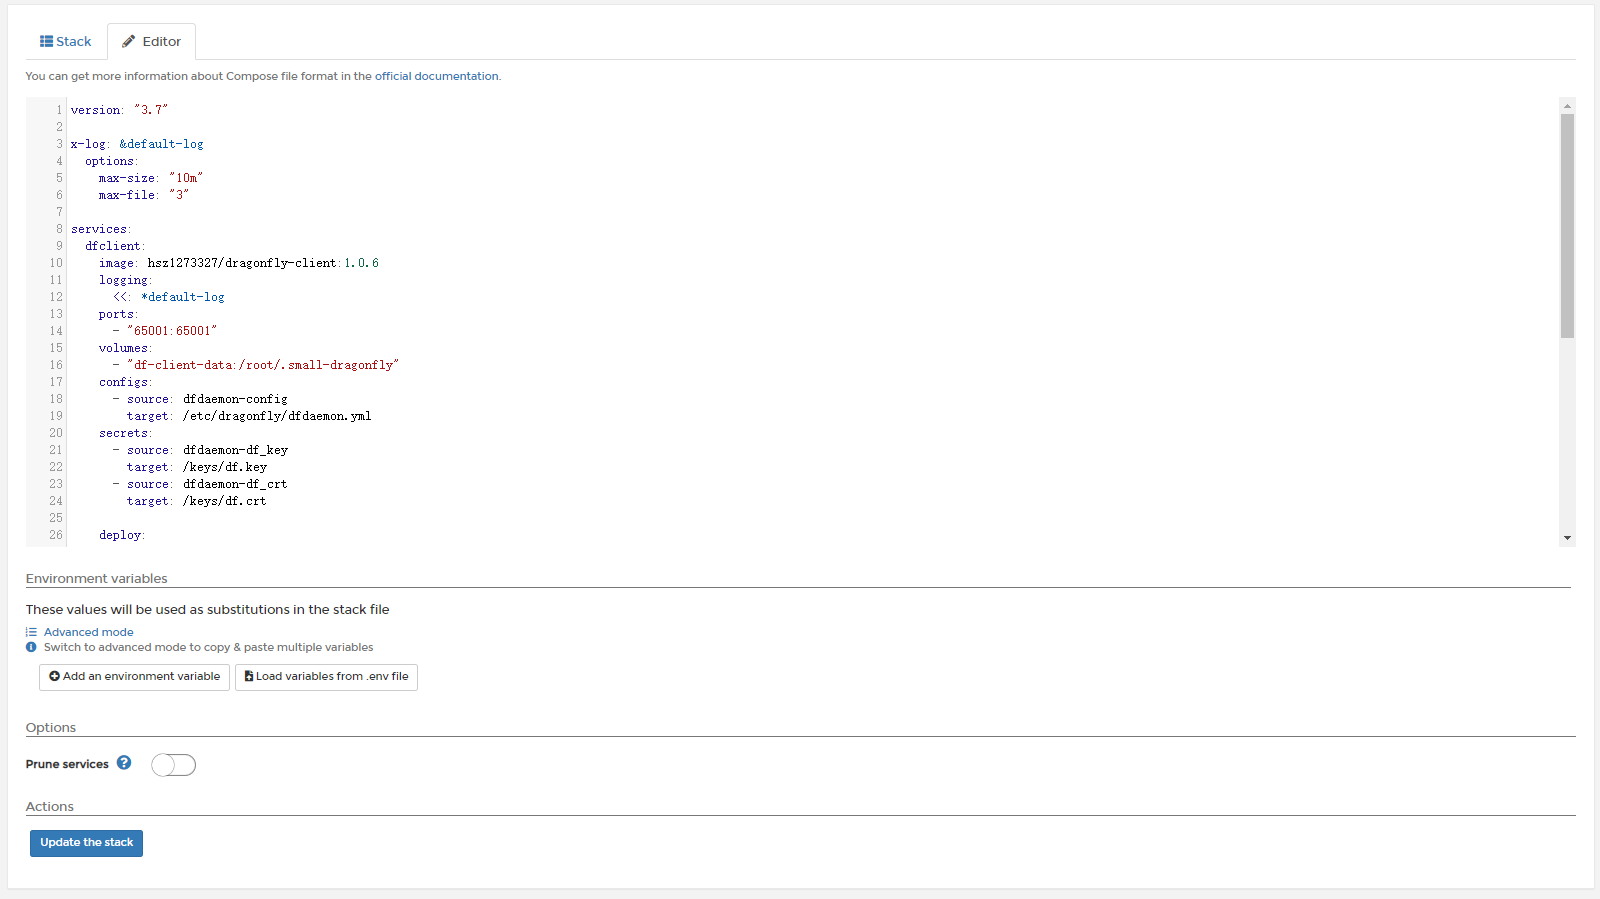 Stack Editor
You can get more information about Compose file format in the official documentation.
1 version: "3.7"
2
3 x-log: &default-log
4   options:
5     max-size: "10m"
6     max-file: "3"
7
8 services:
9   dfclient:
10     image: hsz1273327/dragonfly-client:1.0.6
11     logging:
12       <<: *default-log
13     ports:
14       - "65001:65001"
15     volumes:
16       - "df-client-data:/root/.small-dragonfly"
17     configs:
18       - source: dfdaemon-config
19         target: /etc/dragonfly/dfdaemon.yml
20     secrets:
21       - source: dfdaemon-df_key
22         target: /keys/df.key
23       - source: dfdaemon-df_crt
24         target: /keys/df.crt
25
26     deploy:
Environment variables
These values will be used as substitutions in the stack file
Advanced mode
Switch to advanced mode to copy & paste multiple variables
Add an environment variable Load variables from .env file
Options
Prune services
Actions
Update the stack